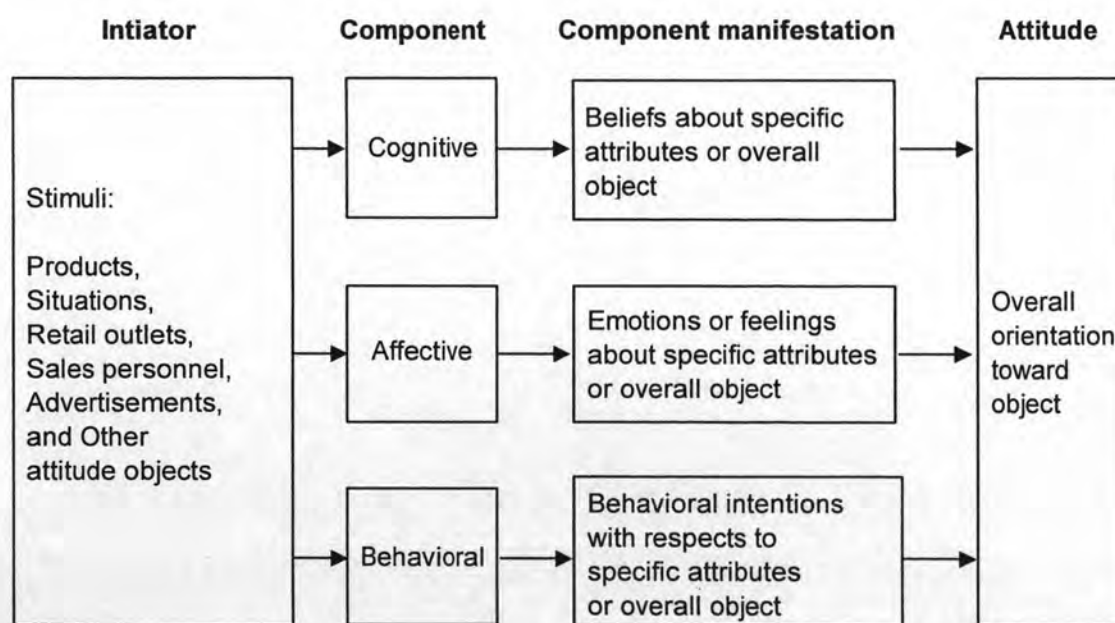 Intiator
Component
Component manifestation
Attitude
Stimuli:
Products,
Situations,
Retail outlets,
Sales personnel,
Advertisements,
and Other
attitude objects
Cognitive
Beliefs about specific
attributes or overall
object
Affective
Emotions or feelings
about specific attributes
or overall object
Behavioral
Behavioral intentions
with respects to
specific attributes
or overall object
Overall
orientation
toward
object